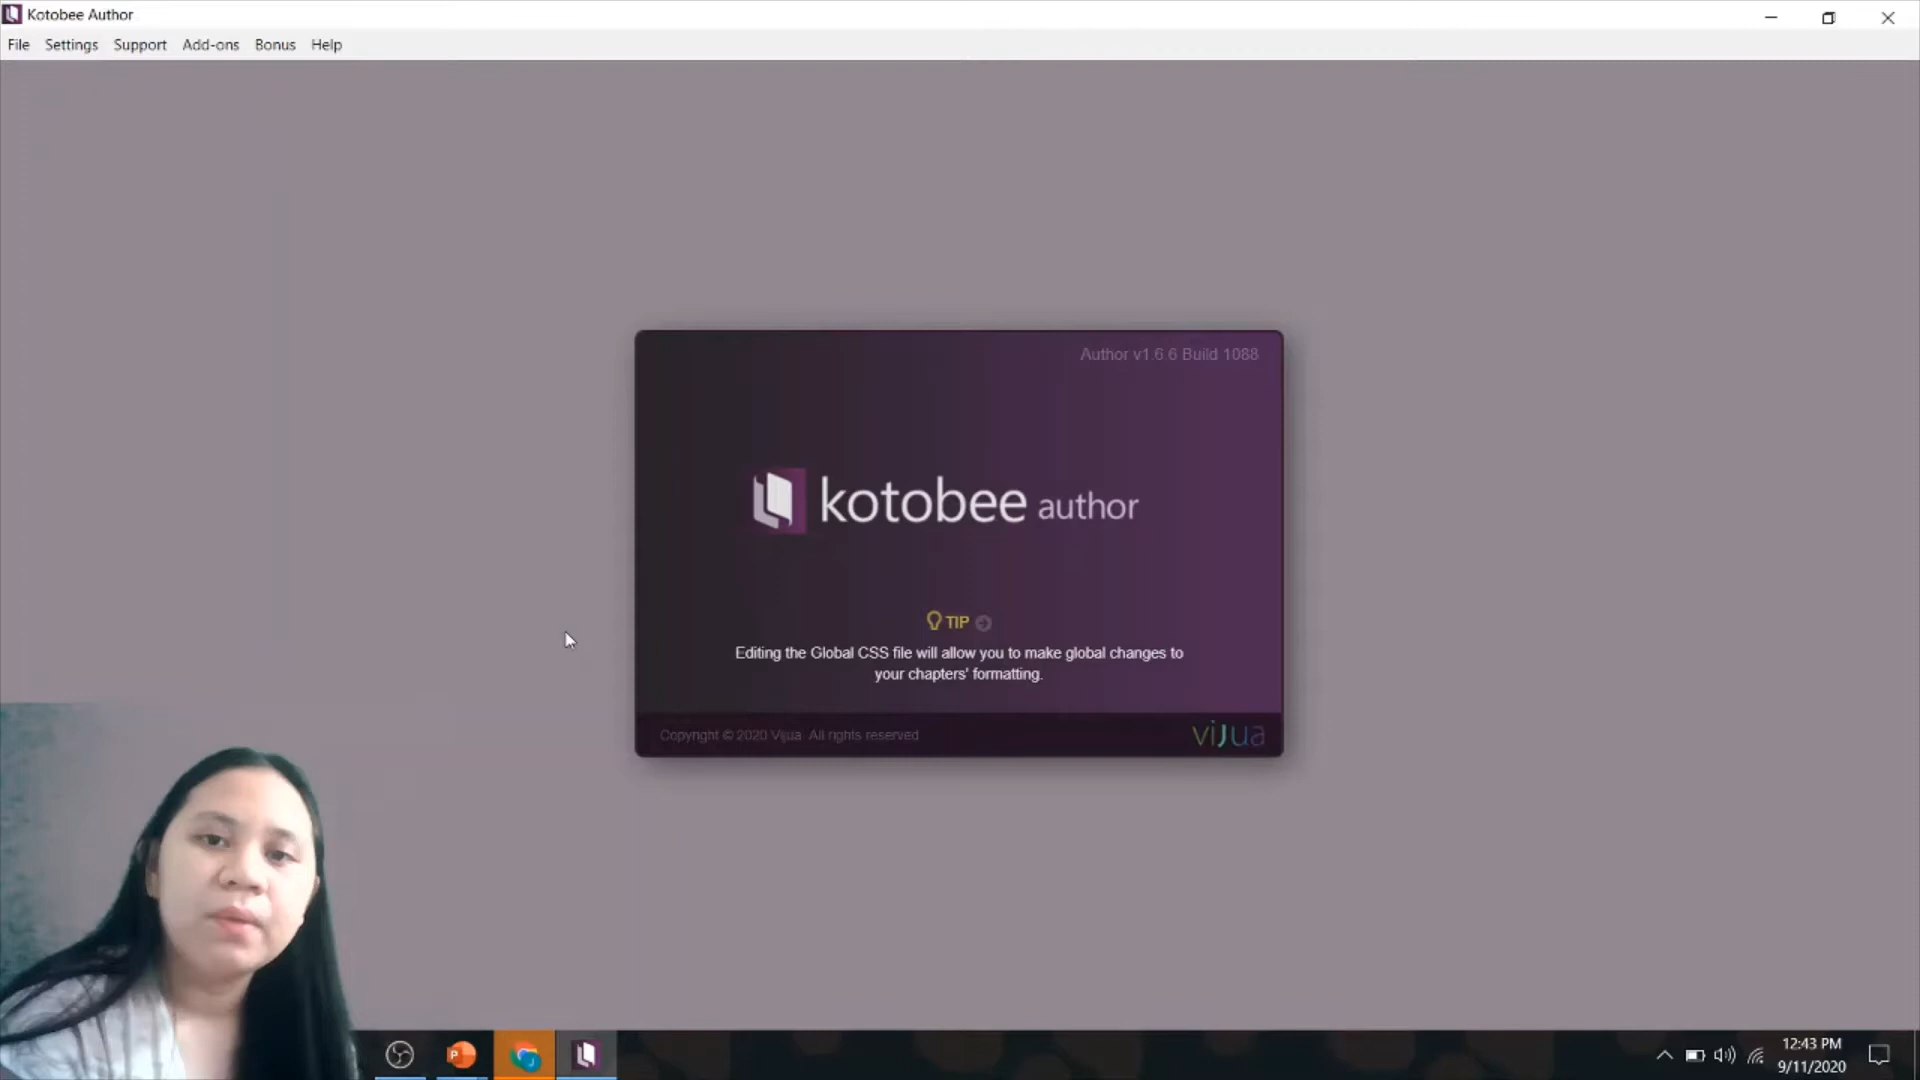 Kotobee Author
File Settings Support Add-ons Bonus Help
Author v1.6.6 Build 1088
kotobee author
TIP
Editing the Global CSS file will allow you to make global changes to
your chapters' formatting.
Copyright © 2020 Vijua. All rights reserved
vijua
12:43 PM
9/11/2020